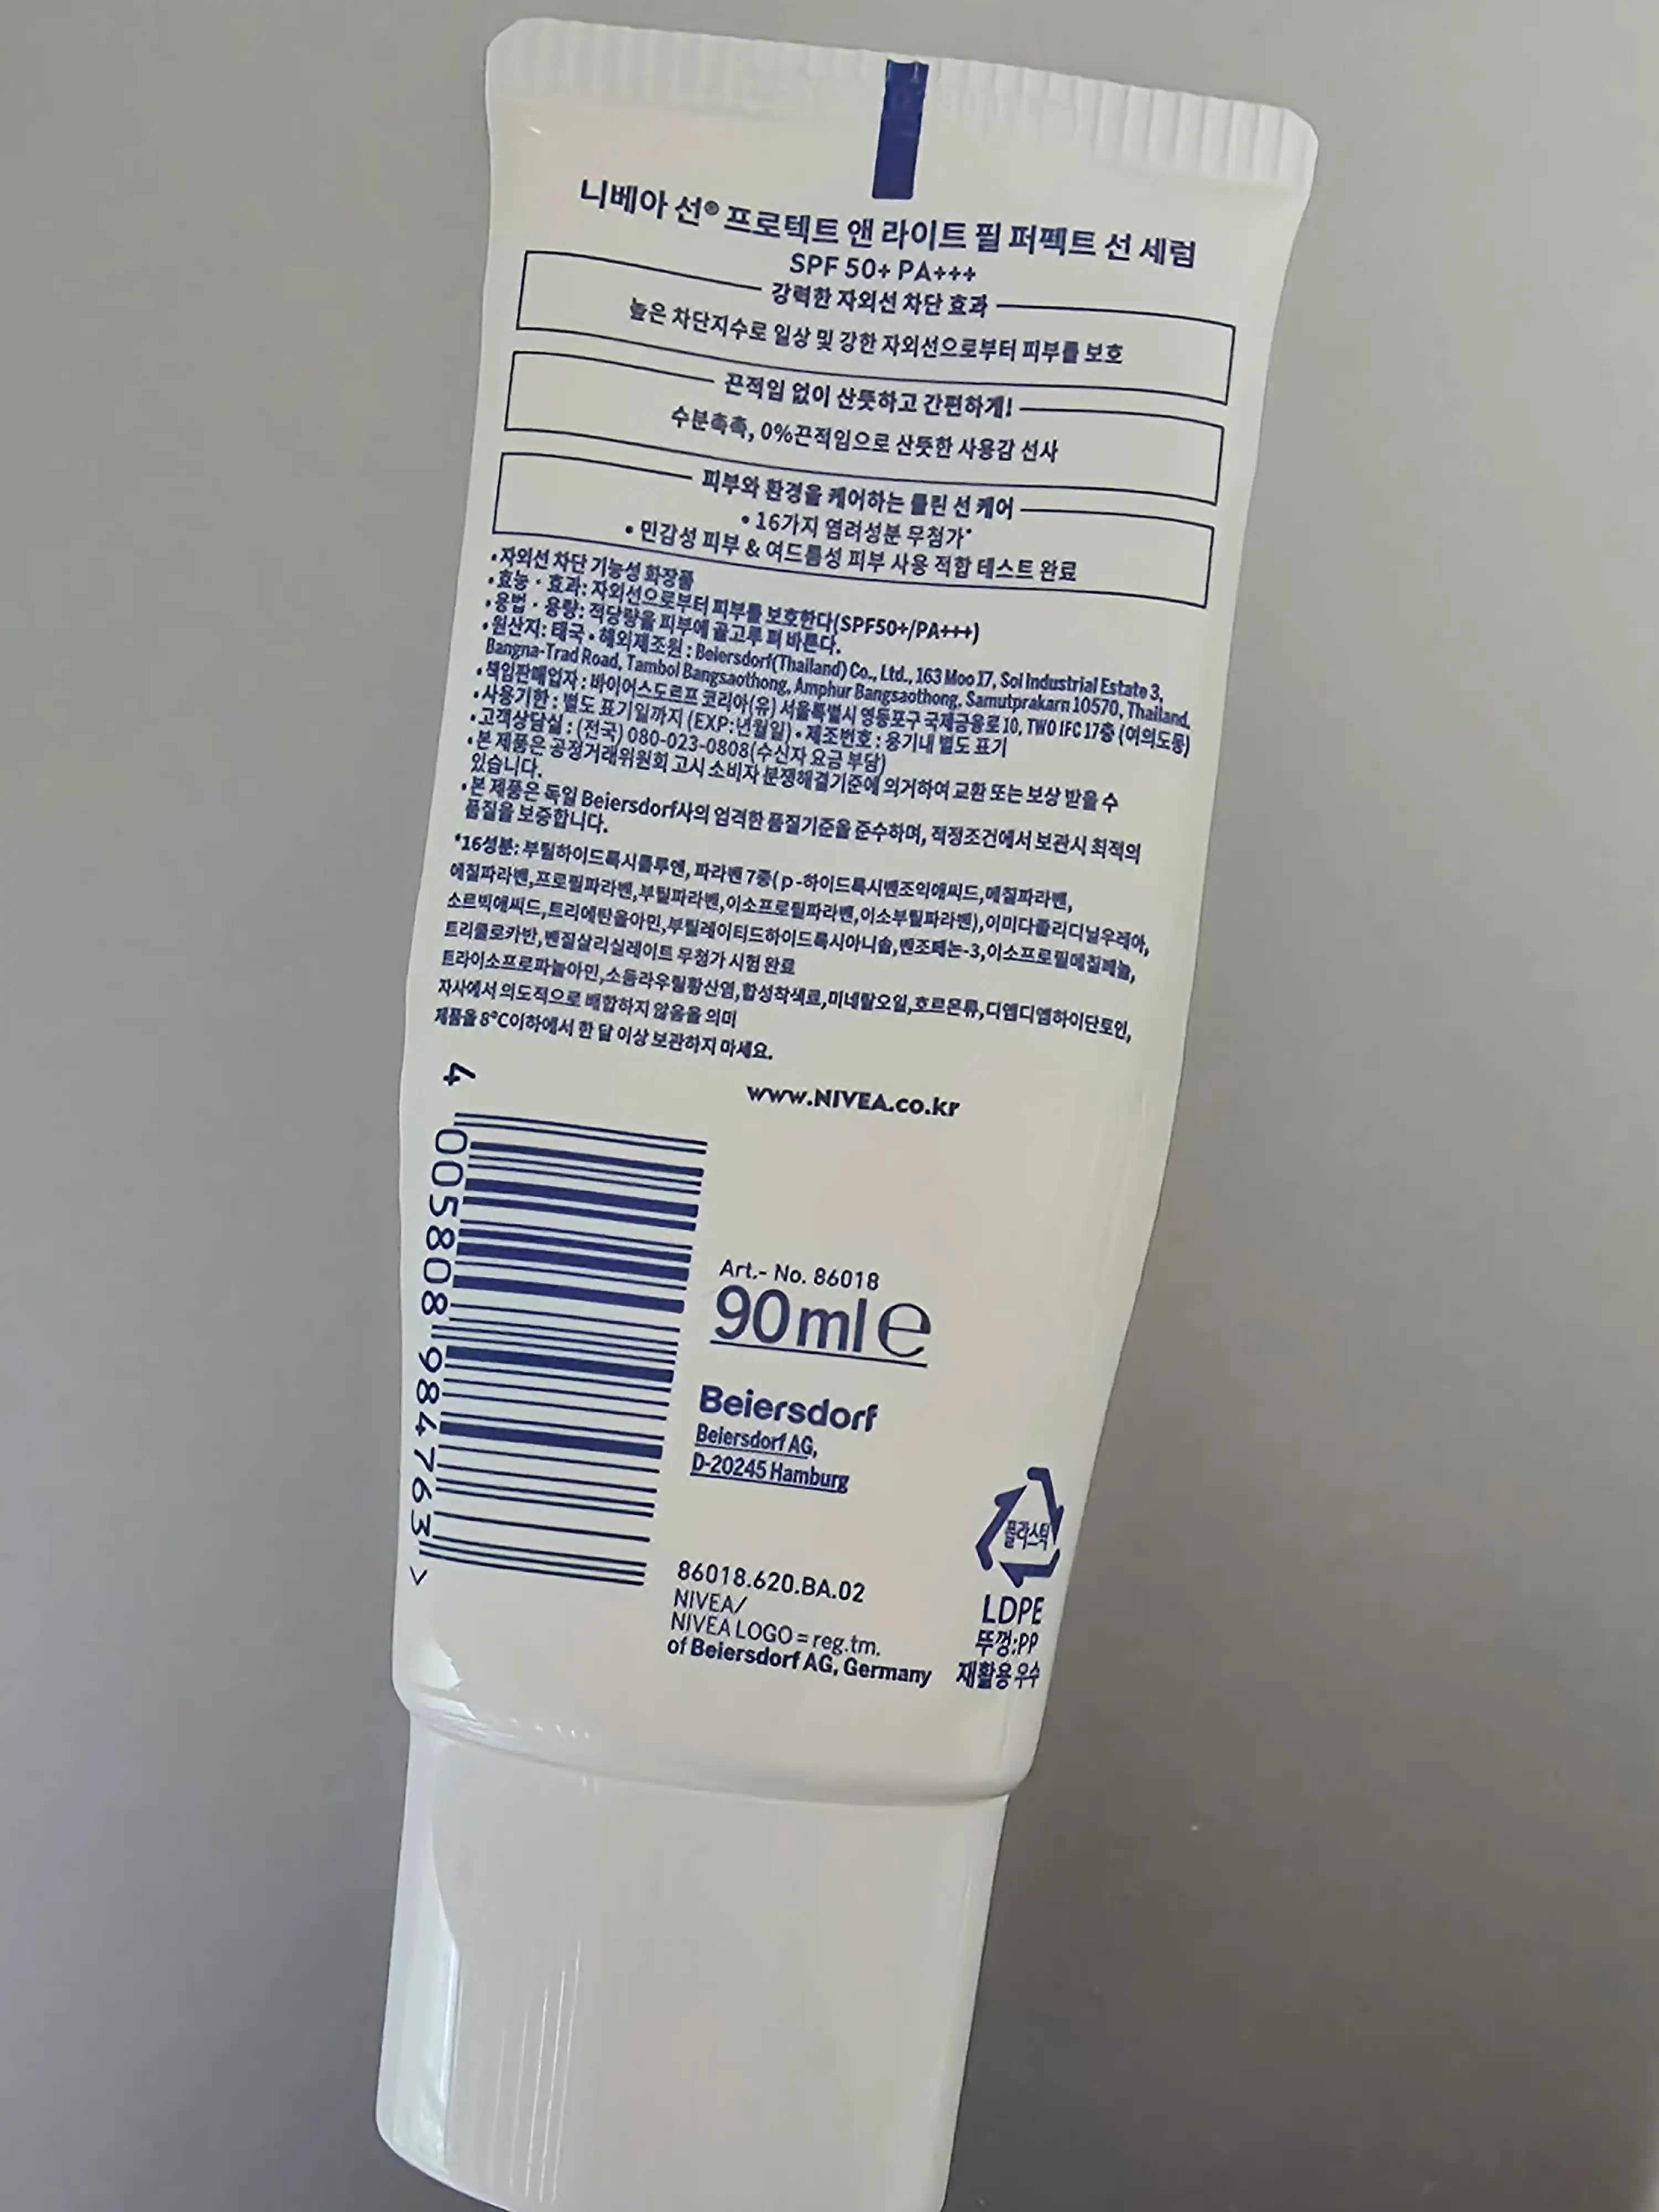 니베아 선® 프로텍트 앤 라이트 필 퍼펙트 선 세럼
SPF 50+ PA+++
강력한 자외선 차단 효과
높은 차단지수로 일상 및 강한 자외선으로부터 피부를 보호
끈적임 없이 산뜻하고 간편하게!
수분촉촉, 0%끈적임으로 산뜻한 사용감 선사
피부와 환경을 케어하는 클린 선 케어
• 16가지 염려성분 무첨가*
• 민감성 피부 & 여드름성 피부 사용 적합 테스트 완료
• 자외선 차단 기능성 화장품
• 효능 · 효과: 자외선으로부터 피부를 보호한다(SPF50+/PA+++)
• 용법 · 용량: 적당량을 피부에 골고루 펴 바른다.
• 원산지: 태국 • 해외제조원 : Beiersdorf(Thailand) Co., Ltd., 163 Moo 17, Soi Industrial Estate 3,
Bangna-Trad Road, Tambol Bangsaothong, Amphur Bangsaothong, Samutprakarn 10570, Thailand.
• 책임판매업자 : 바이어스도르프 코리아(유) 서울특별시 영등포구 국제금융로 10, TWO IFC 17층 (여의도동)
• 사용기한 : 별도 표기일까지 (EXP:년월일) • 제조번호 : 용기내 별도 표기
• 고객상담실 : (전국) 080-023-0808(수신자 요금 부담)
• 본 제품은 공정거래위원회 고시 소비자 분쟁해결기준에 의거하여 교환 또는 보상 받을 수
있습니다.
• 본 제품은 독일 Beiersdorf사의 엄격한 품질기준을 준수하며, 적정조건에서 보관시 최적의
품질을 보증합니다.
*16성분: 부틸하이드록시톨루엔, 파라벤 7종( p -하이드록시벤조익애씨드,메칠파라벤,
에칠파라벤,프로필파라벤,부틸파라벤,이소프로필파라벤,이소부틸파라벤),이미다졸리디닐우레아,
소르빅애씨드,트리에탄올아민,부틸레이티드하이드록시아니솔,벤조페논-3,이소프로필메칠페놀,
트리클로카반,벤질살리실레이트 무첨가 시험 완료
트라이소프로파놀아민,소듐라우릴황산염,합성착색료,미네랄오일,호르몬류,디엠디엠하이단토인,
자사에서 의도적으로 배합하지 않음을 의미
제품을 8°C이하에서 한 달 이상 보관하지 마세요.
www.NIVEA.co.kr
4 005808 984763 >
Art.- No. 86018
90ml e
Beiersdorf
Beiersdorf AG,
D-20245 Hamburg
플라스틱
LDPE
뚜껑:PP
재활용 우수
86018.620.BA.02
NIVEA/
NIVEA LOGO = reg.tm.
of Beiersdorf AG, Germany